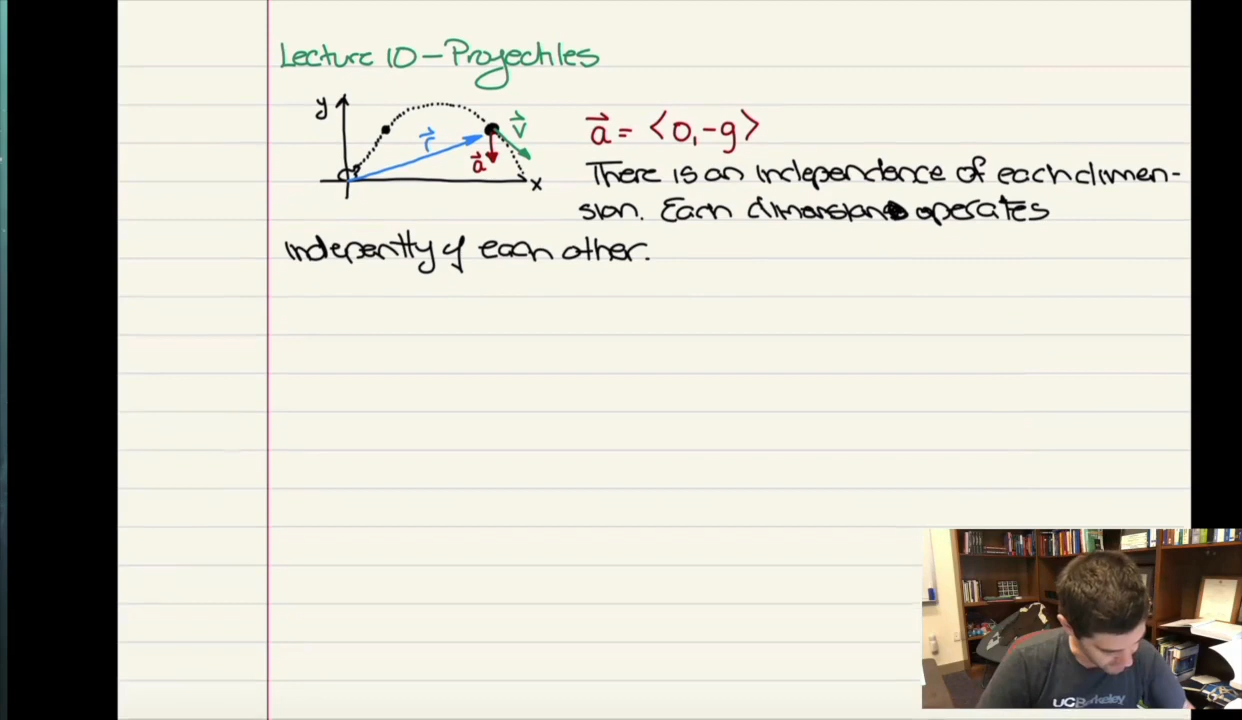 Lecture 10 – Projectiles
y
r
v
a
x
a = <0, -g>
There is an independence of each dimen-
sion. Each dimension operates
indepently of each other.
UC Berkeley